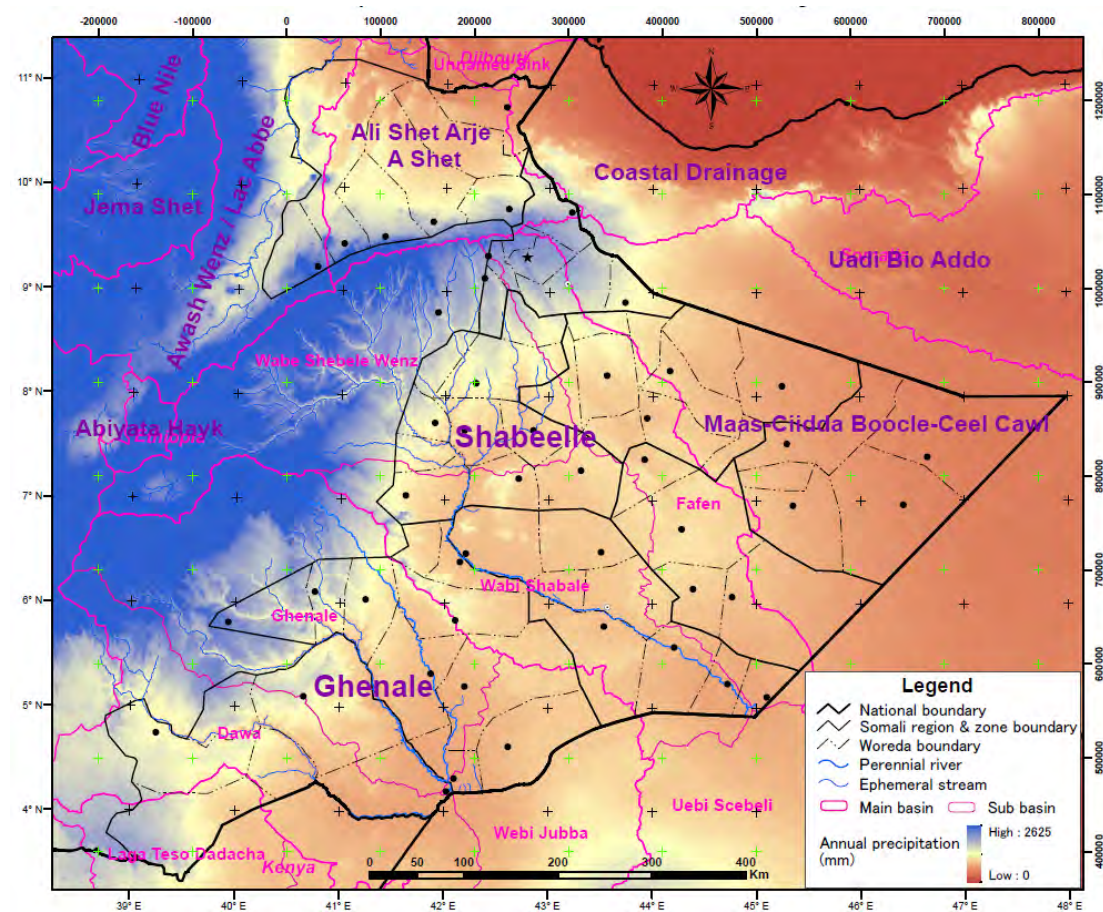 -200000 -100000 0 100000 200000 300000 400000 500000 600000 700000 800000
11° N
10° N
9° N
8° N
7° N
6° N
5° N
4° N
1200000
1100000
1000000
900000
800000
700000
600000
500000
400000
Djibouti
Unnamed Sink
Blue Nile
Ali Shet Arje
A Shet
Coastal Drainage
Jema Shet
Awash Wenz / Lac Abbe
Uadi Bio Addo
Wabe Shebele Wenz
Abiyata Hayk
Ethiopia
Shabeelle
Maas-Ciidda Boocle-Ceel Cawl
Fafen
Wabi Shabale
Ghenale
Ghenale
Dawa
Uebi Scebeli
Webi Jubba
Laga Teso Dadacha
Kenya
N
Legend
National boundary
Somali region & zone boundary
Woreda boundary
Perennial river
Ephemeral stream
Main basin Sub basin
Annual precipitation
(mm)
High : 2625
Low : 0
0 50 100 200 300 400
Km
39° E 40° E 41° E 42° E 43° E 44° E 45° E 46° E 47° E 48° E